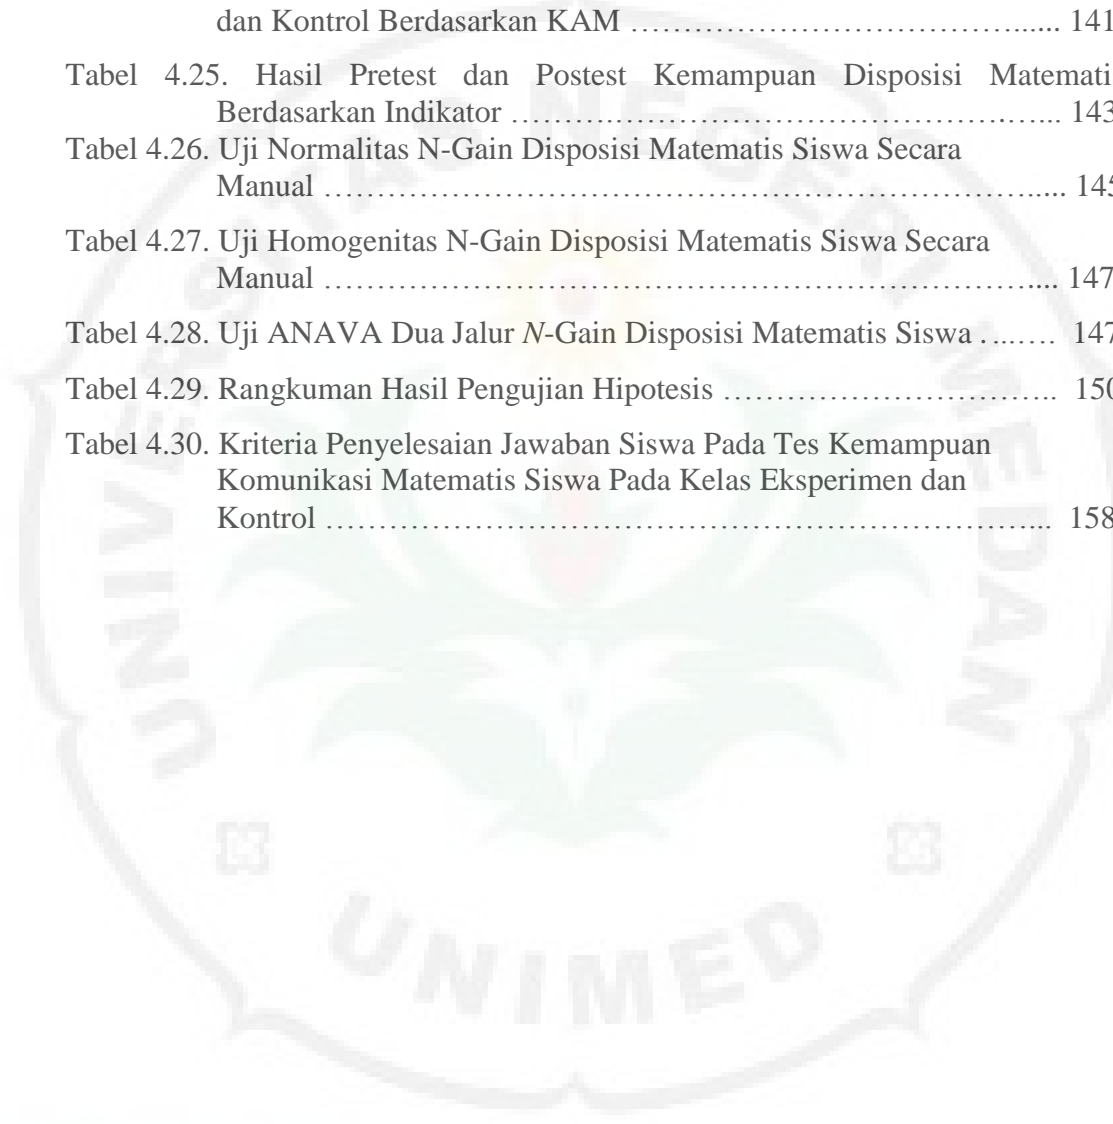 dan Kontrol Berdasarkan KAM ……………………………...... 141
Tabel 4.25. Hasil Pretest dan Postest Kemampuan Disposisi Matemati
Berdasarkan Indikator …………………………………….…... 143
Tabel 4.26. Uji Normalitas N-Gain Disposisi Matematis Siswa Secara
Manual ………………………………………………………..... 145
Tabel 4.27. Uji Homogenitas N-Gain Disposisi Matematis Siswa Secara
Manual ……………………………………………………….... 147
Tabel 4.28. Uji ANAVA Dua Jalur N-Gain Disposisi Matematis Siswa ...…. 147
Tabel 4.29. Rangkuman Hasil Pengujian Hipotesis ……………………….. 150
Tabel 4.30. Kriteria Penyelesaian Jawaban Siswa Pada Tes Kemampuan
Komunikasi Matematis Siswa Pada Kelas Eksperimen dan
Kontrol ………………………………………………………... 158
UNIVERSITAS NEGERI MEDAN
UNIMED